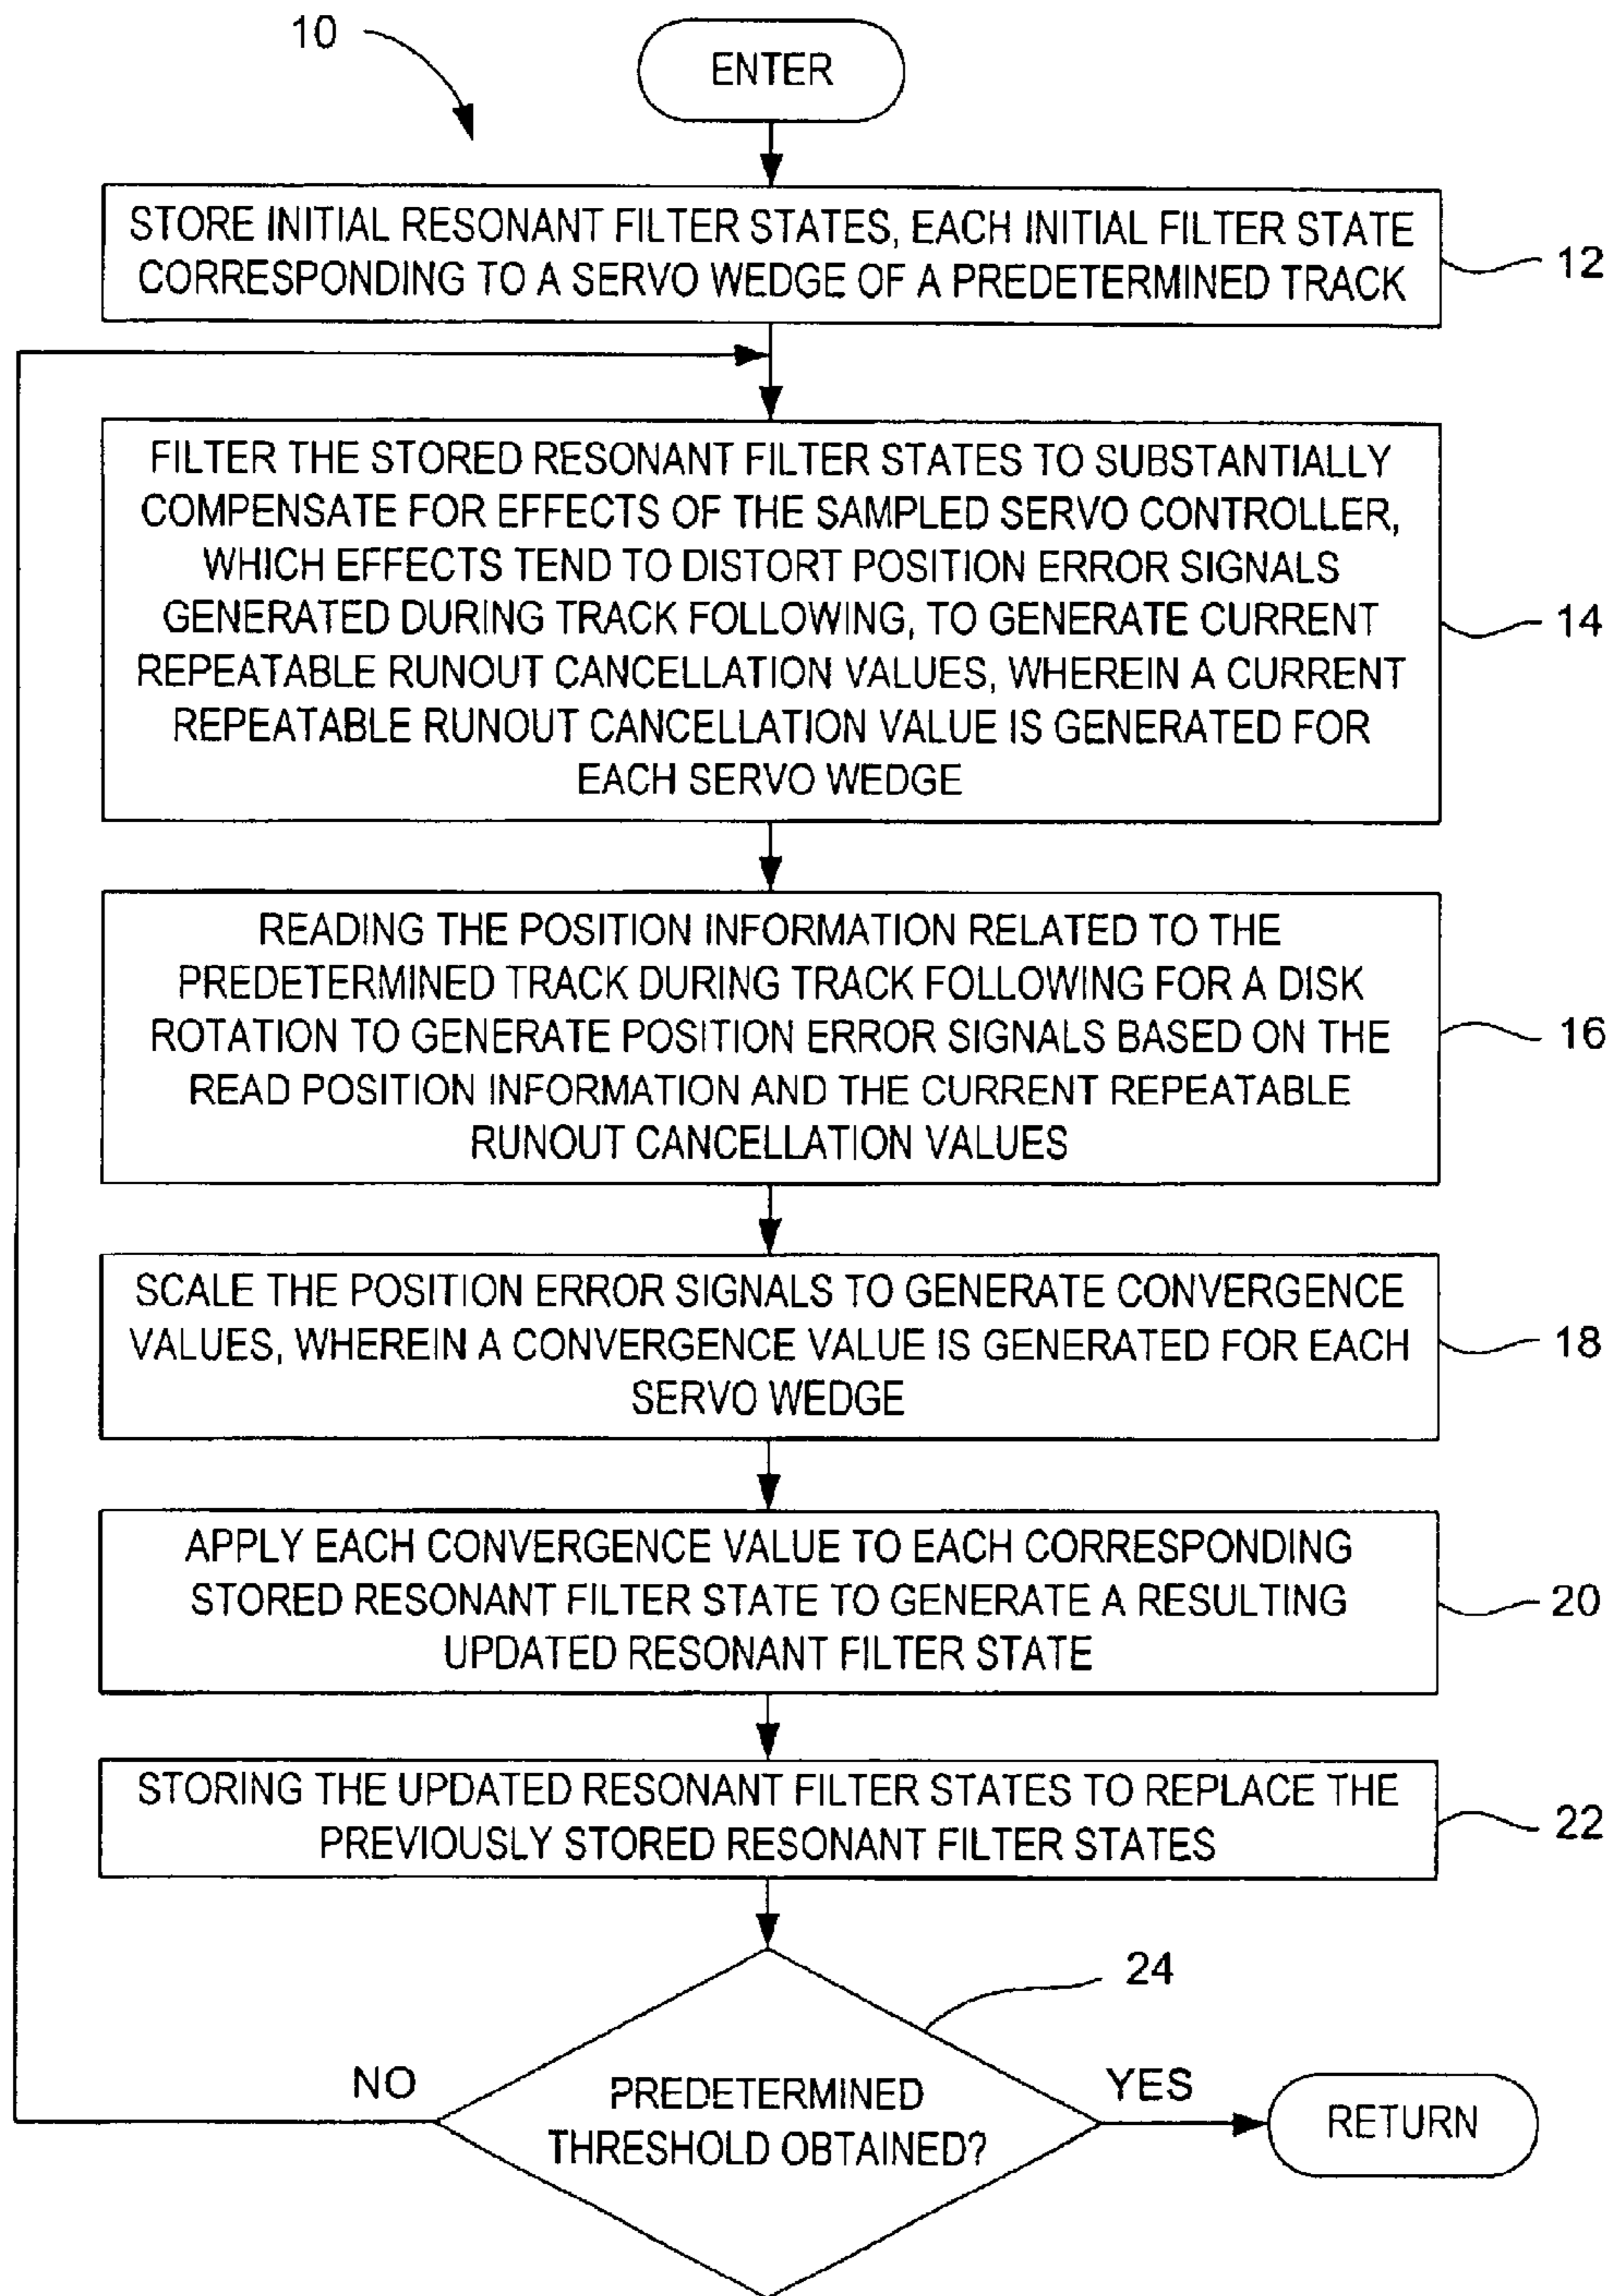 10
ENTER
STORE INITIAL RESONANT FILTER STATES, EACH INITIAL FILTER STATE
CORRESPONDING TO A SERVO WEDGE OF A PREDETERMINED TRACK
12
FILTER THE STORED RESONANT FILTER STATES TO SUBSTANTIALLY
COMPENSATE FOR EFFECTS OF THE SAMPLED SERVO CONTROLLER,
WHICH EFFECTS TEND TO DISTORT POSITION ERROR SIGNALS
GENERATED DURING TRACK FOLLOWING, TO GENERATE CURRENT
REPEATABLE RUNOUT CANCELLATION VALUES, WHEREIN A CURRENT
REPEATABLE RUNOUT CANCELLATION VALUE IS GENERATED FOR
EACH SERVO WEDGE
14
READING THE POSITION INFORMATION RELATED TO THE
PREDETERMINED TRACK DURING TRACK FOLLOWING FOR A DISK
ROTATION TO GENERATE POSITION ERROR SIGNALS BASED ON THE
READ POSITION INFORMATION AND THE CURRENT REPEATABLE
RUNOUT CANCELLATION VALUES
16
SCALE THE POSITION ERROR SIGNALS TO GENERATE CONVERGENCE
VALUES, WHEREIN A CONVERGENCE VALUE IS GENERATED FOR EACH
SERVO WEDGE
18
APPLY EACH CONVERGENCE VALUE TO EACH CORRESPONDING
STORED RESONANT FILTER STATE TO GENERATE A RESULTING
UPDATED RESONANT FILTER STATE
20
STORING THE UPDATED RESONANT FILTER STATES TO REPLACE THE
PREVIOUSLY STORED RESONANT FILTER STATES
22
24
NO
PREDETERMINED
THRESHOLD OBTAINED?
YES
RETURN